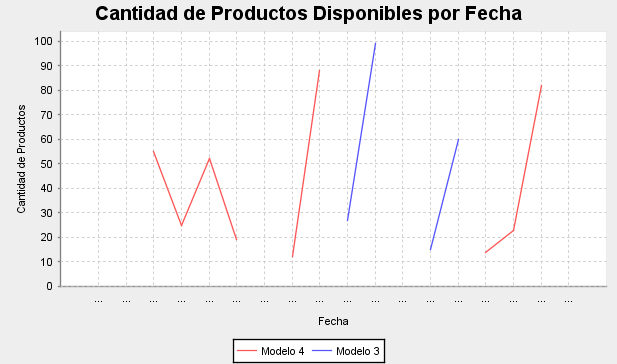 Cantidad de Productos Disponibles por Fecha
Cantidad de Productos
100
90
80
70
60
50
40
30
20
10
0
... ... ... ... ... ... ... ... ... ... ... ... ... ... ... ... ... ...
Fecha
Modelo 4 Modelo 3